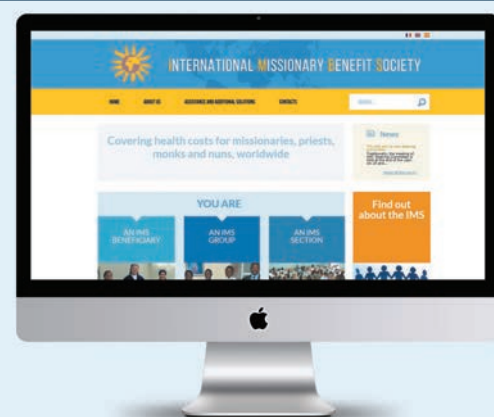 INTERNATIONAL MISSIONARY BENEFIT SOCIETY
HOME ABOUT US ASSISTANCE AND ADDITIONAL SOLUTIONS CONTACTS
Covering health costs for missionaries, priests,
monks and nuns, worldwide
News
YOU ARE
AN IMS
BENEFICIARY
AN IMS
GROUP
AN IMS
SECTION
Find out
about the IMS